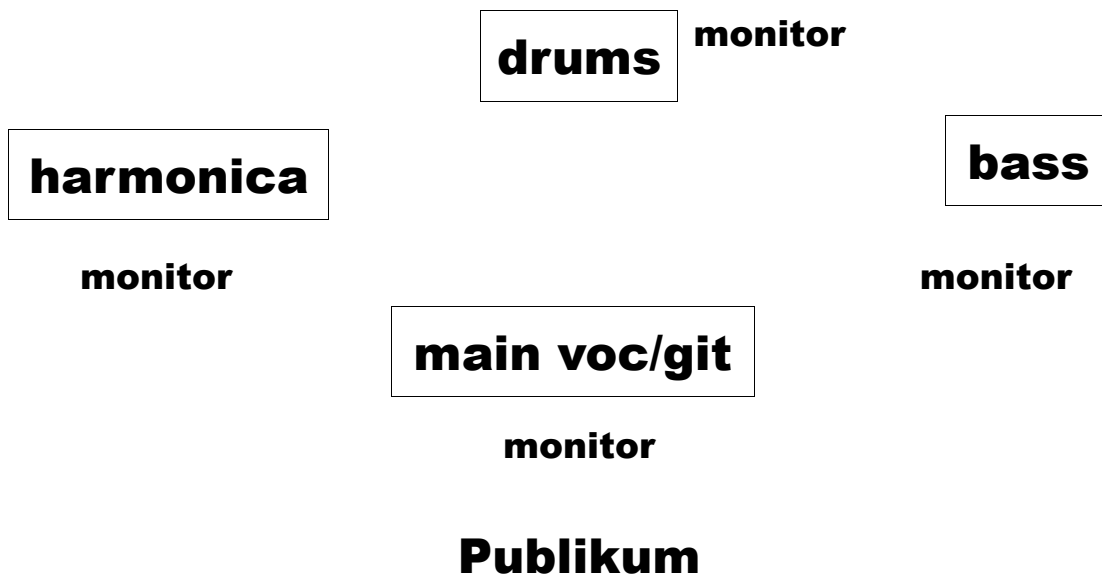 drums
monitor
harmonica
bass
monitor
monitor
main voc/git
monitor
Publikum